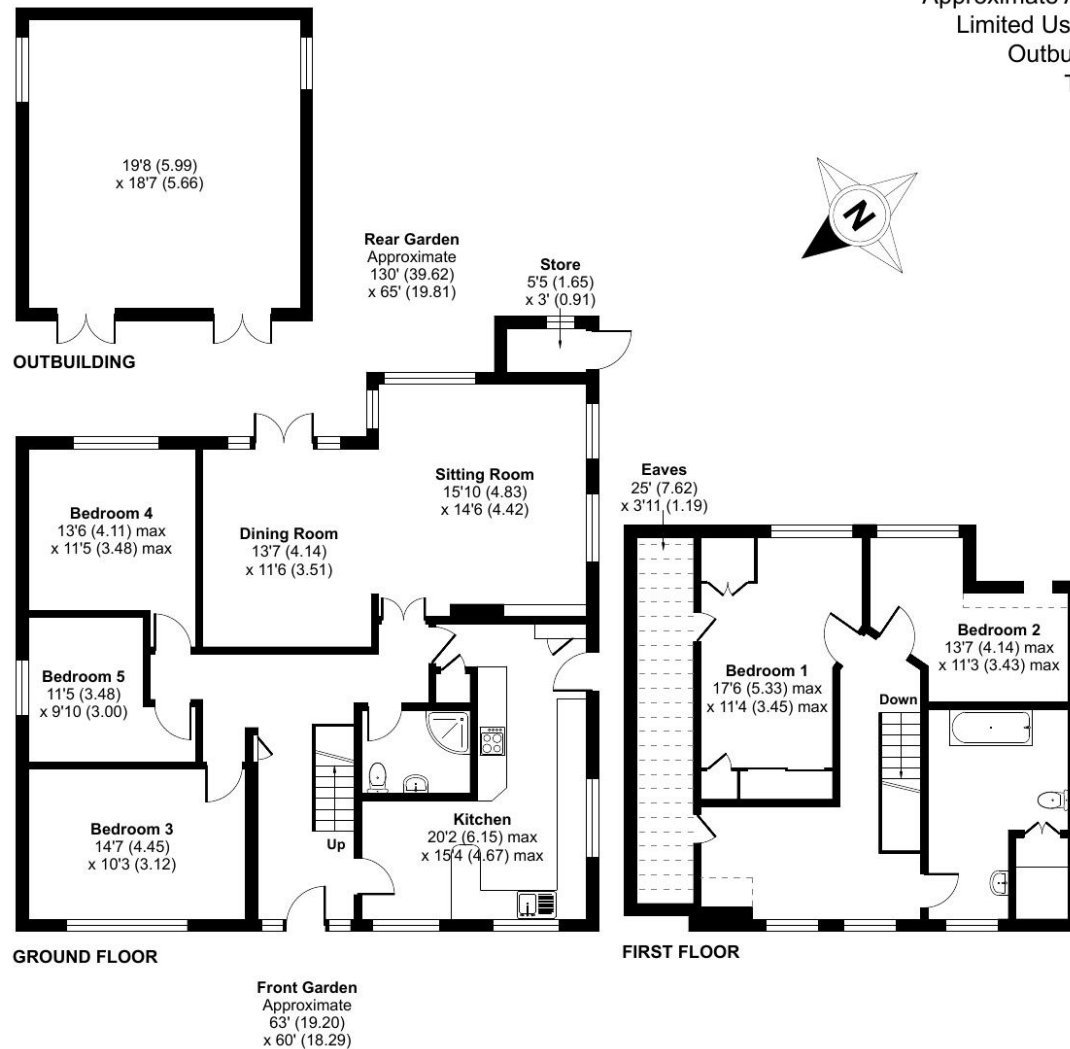 Approximate
Limited Us
Outbu
T
19'8 (5.99)
x 18'7 (5.66)
OUTBUILDING
Rear Garden
Approximate
130' (39.62)
x 65' (19.81)
Store
5'5 (1.65)
x 3' (0.91)
N
Bedroom 4
13'6 (4.11) max
x 11'5 (3.48) max
Dining Room
13'7 (4.14)
x 11'6 (3.51)
Sitting Room
15'10 (4.83)
x 14'6 (4.42)
Bedroom 5
11'5 (3.48)
x 9'10 (3.00)
Bedroom 3
14'7 (4.45)
x 10'3 (3.12)
Up
Kitchen
20'2 (6.15) max
x 15'4 (4.67) max
GROUND FLOOR
Front Garden
Approximate
63' (19.20)
x 60' (18.29)
Eaves
25' (7.62)
x 3'11 (1.19)
Bedroom 1
17'6 (5.33) max
x 11'4 (3.45) max
Bedroom 2
13'7 (4.14) max
x 11'3 (3.43) max
Down
FIRST FLOOR